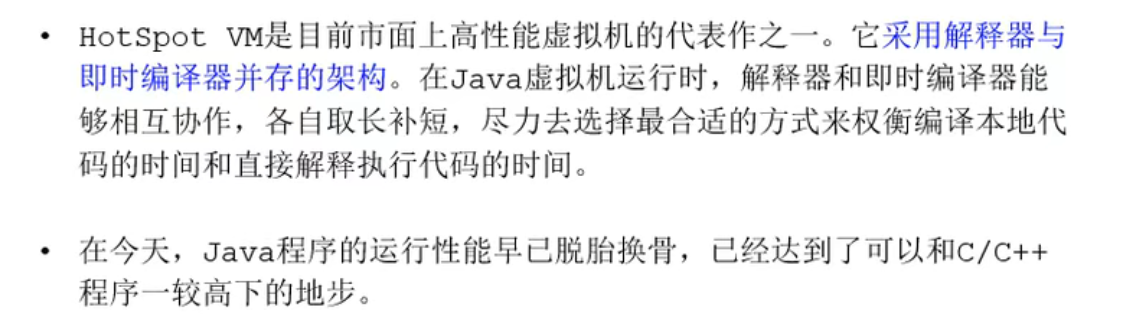 • HotSpot VM是目前市面上高性能虚拟机的代表作之一。它采用解释器与
即时编译器并存的架构。在Java虚拟机运行时，解释器和即时编译器能
够相互协作，各自取长补短，尽力去选择最合适的方式来权衡编译本地代
码的时间和直接解释执行代码的时间。
• 在今天，Java程序的运行性能早已脱胎换骨，已经达到了可以和C/C++
程序一较高下的地步。